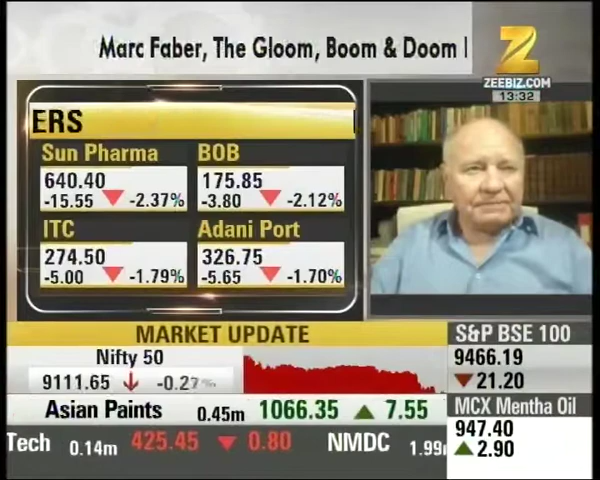 Marc Faber, The Gloom, Boom & Doom
ZEEBIZ.COM
13:32
ERS
Sun Pharma
640.40
-15.55 -2.37%
BOB
175.85
-3.80 -2.12%
ITC
274.50
-5.00 -1.79%
Adani Port
326.75
-5.65 -1.70%
MARKET UPDATE
Nifty 50
9111.65 -0.27%
S&P BSE 100
9466.19
21.20
Asian Paints 0.45m 1066.35 7.55
MCX Mentha Oil
947.40
2.90
Tech 0.14m 425.45 0.80 NMDC 1.99